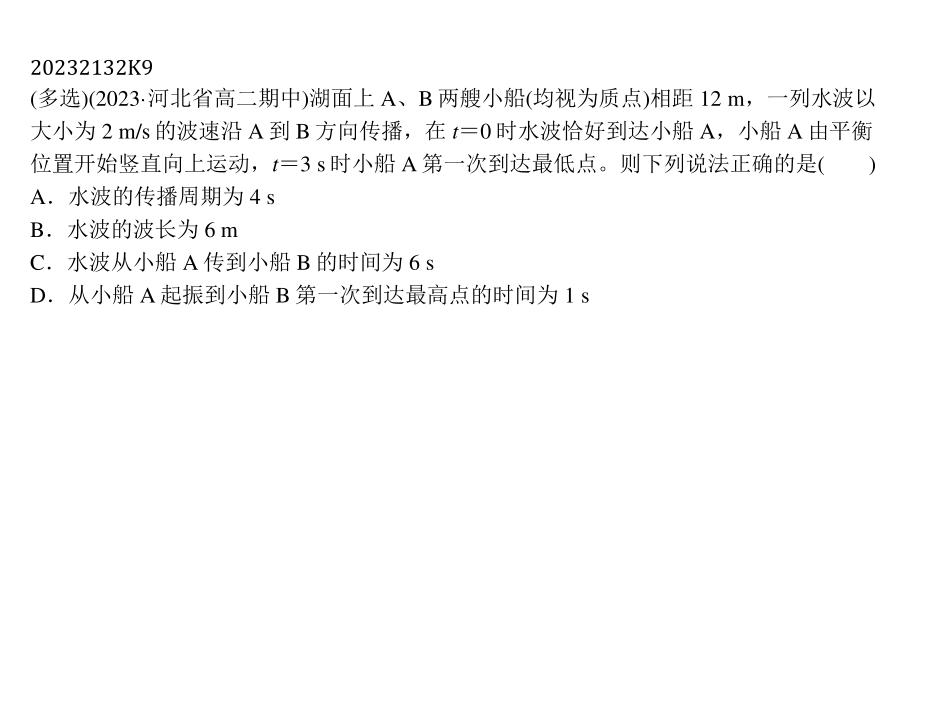 20232132K9
(多选)(2023·河北省高二期中)湖面上 A、B 两艘小船(均视为质点)相距 12 m，一列水波以
大小为 2 m/s 的波速沿 A 到 B 方向传播，在 t＝0 时水波恰好到达小船 A，小船 A 由平衡
位置开始竖直向上运动，t＝3 s 时小船 A 第一次到达最低点。则下列说法正确的是(　　)
A．水波的传播周期为 4 s
B．水波的波长为 6 m
C．水波从小船 A 传到小船 B 的时间为 6 s
D．从小船 A 起振到小船 B 第一次到达最高点的时间为 1 s